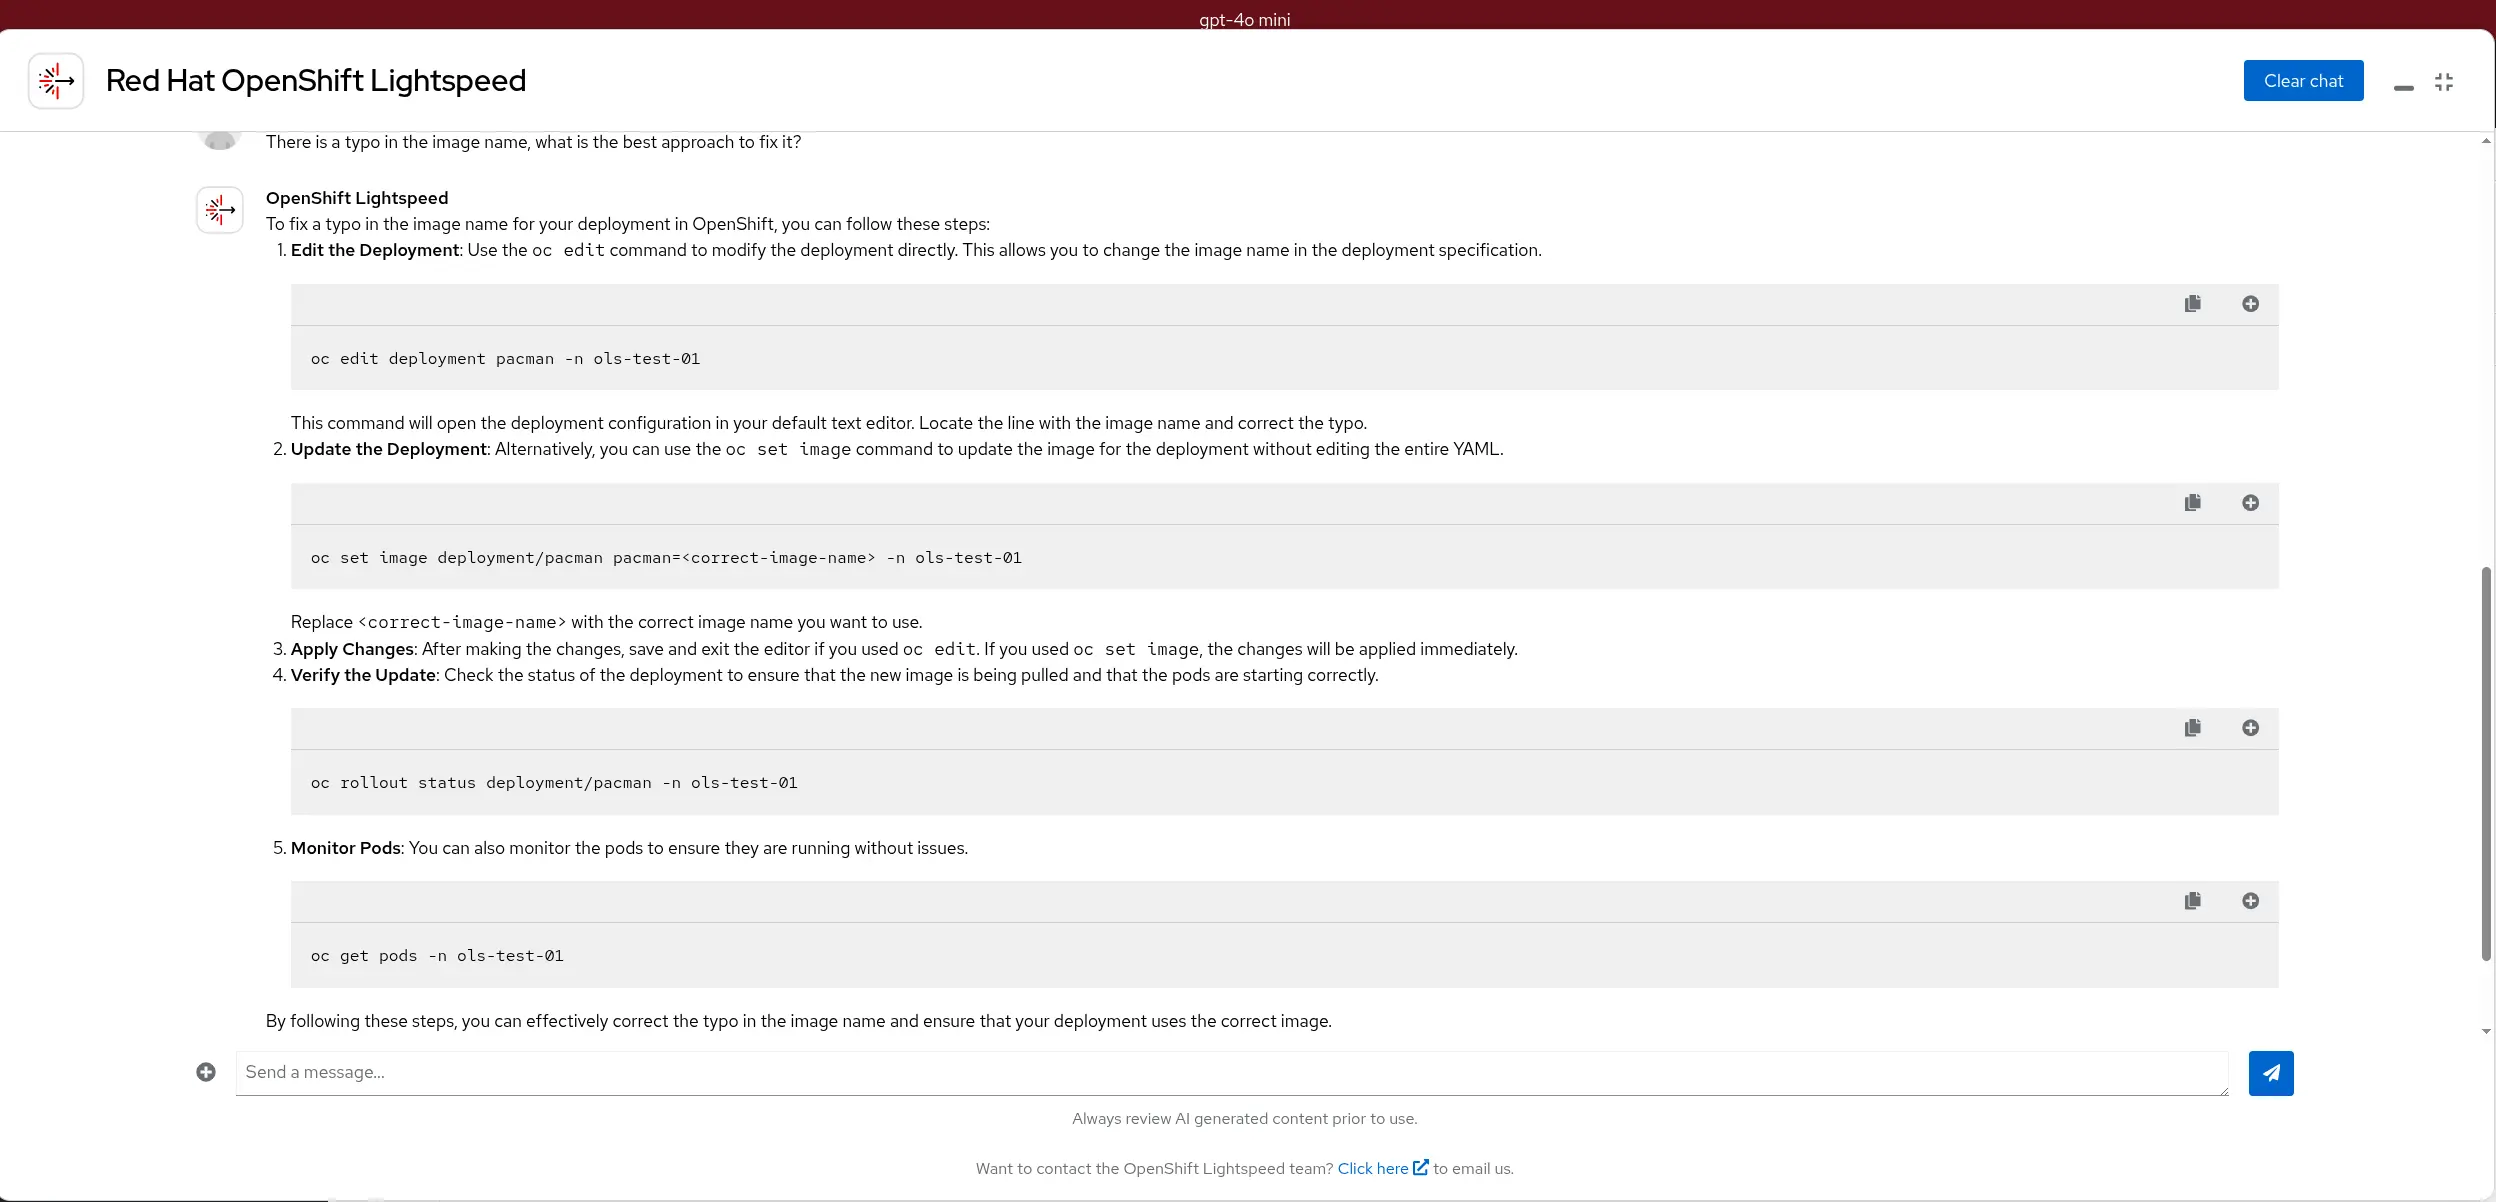 gpt-4o mini
Red Hat OpenShift Lightspeed
Clear chat
There is a typo in the image name, what is the best approach to fix it?
OpenShift Lightspeed
To fix a typo in the image name for your deployment in OpenShift, you can follow these steps:
1. Edit the Deployment: Use the oc edit command to modify the deployment directly. This allows you to change the image name in the deployment specification.
oc edit deployment pacman -n ols-test-01
This command will open the deployment configuration in your default text editor. Locate the line with the image name and correct the typo.
2. Update the Deployment: Alternatively, you can use the oc set image command to update the image for the deployment without editing the entire YAML.
oc set image deployment/pacman pacman=<correct-image-name> -n ols-test-01
Replace <correct-image-name> with the correct image name you want to use.
3. Apply Changes: After making the changes, save and exit the editor if you used oc edit. If you used oc set image, the changes will be applied immediately.
4. Verify the Update: Check the status of the deployment to ensure that the new image is being pulled and that the pods are starting correctly.
oc rollout status deployment/pacman -n ols-test-01
5. Monitor Pods: You can also monitor the pods to ensure they are running without issues.
oc get pods -n ols-test-01
By following these steps, you can effectively correct the typo in the image name and ensure that your deployment uses the correct image.
Send a message...
Always review AI generated content prior to use.
Want to contact the OpenShift Lightspeed team? Click here to email us.